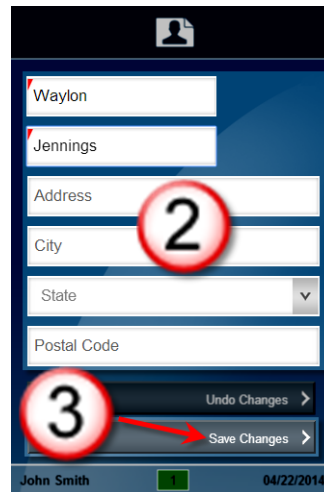 Waylon
Jennings
Address
2
City
State
Postal Code
Undo Changes
3
Save Changes
John Smith 1 04/22/2014